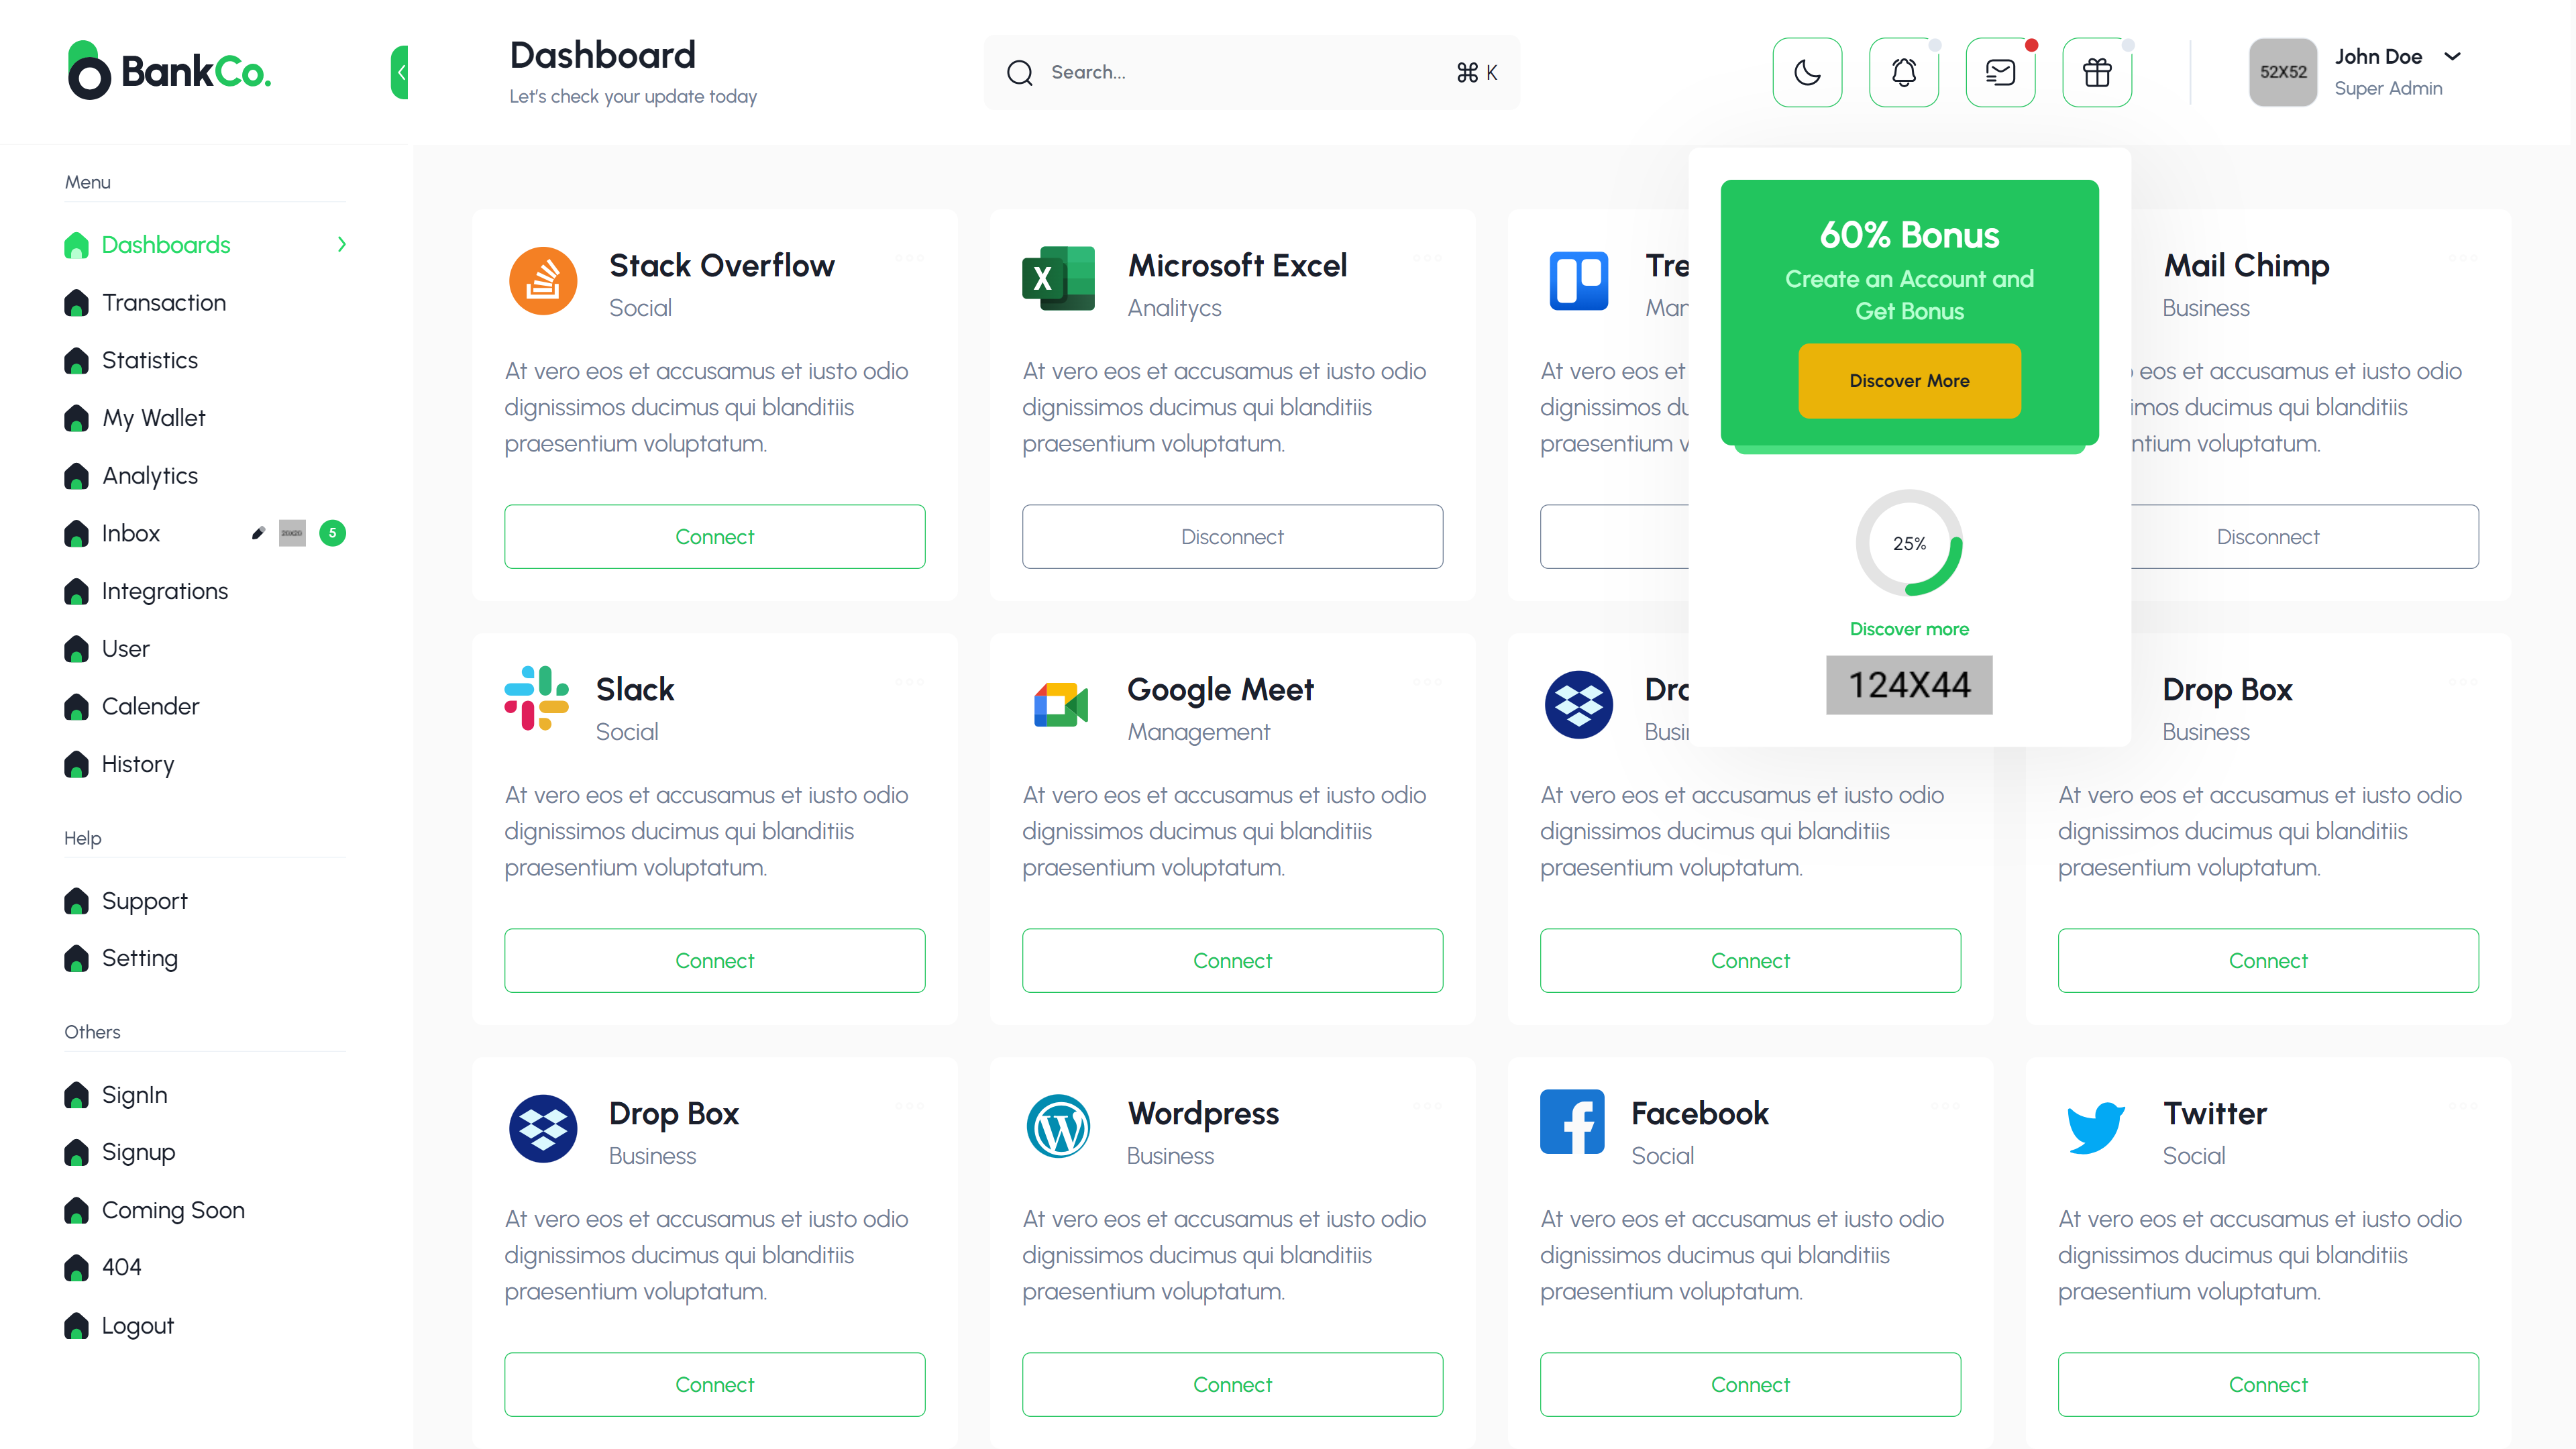 BankCo.
Dashboard
Let's check your update today
Search...
⌘ K
52X52
John Doe
Super Admin
Menu
Dashboards
Transaction
Statistics
My Wallet
Analytics
Inbox
5
Integrations
User
Calender
History
Help
Support
Setting
Others
SignIn
Signup
Coming Soon
404
Logout
Stack Overflow
Social
At vero eos et accusamus et iusto odio
dignissimos ducimus qui blanditiis
praesentium voluptatum.
Connect
Microsoft Excel
Analitycs
At vero eos et accusamus et iusto odio
dignissimos ducimus qui blanditiis
praesentium voluptatum.
Disconnect
Tre
Man
At vero eos et
dignissimos du
praesentium v
60% Bonus
Create an Account and
Get Bonus
Discover More
25%
Discover more
124X44
Mail Chimp
Business
eos et accusamus et iusto odio
imos ducimus qui blanditiis
ntium voluptatum.
Disconnect
Slack
Social
At vero eos et accusamus et iusto odio
dignissimos ducimus qui blanditiis
praesentium voluptatum.
Connect
Google Meet
Management
At vero eos et accusamus et iusto odio
dignissimos ducimus qui blanditiis
praesentium voluptatum.
Connect
Dro
Busi
At vero eos et accusamus et iusto odio
dignissimos ducimus qui blanditiis
praesentium voluptatum.
Connect
Drop Box
Business
At vero eos et accusamus et iusto odio
dignissimos ducimus qui blanditiis
praesentium voluptatum.
Connect
Drop Box
Business
At vero eos et accusamus et iusto odio
dignissimos ducimus qui blanditiis
praesentium voluptatum.
Connect
Wordpress
Business
At vero eos et accusamus et iusto odio
dignissimos ducimus qui blanditiis
praesentium voluptatum.
Connect
Facebook
Social
At vero eos et accusamus et iusto odio
dignissimos ducimus qui blanditiis
praesentium voluptatum.
Connect
Twitter
Social
At vero eos et accusamus et iusto odio
dignissimos ducimus qui blanditiis
praesentium voluptatum.
Connect